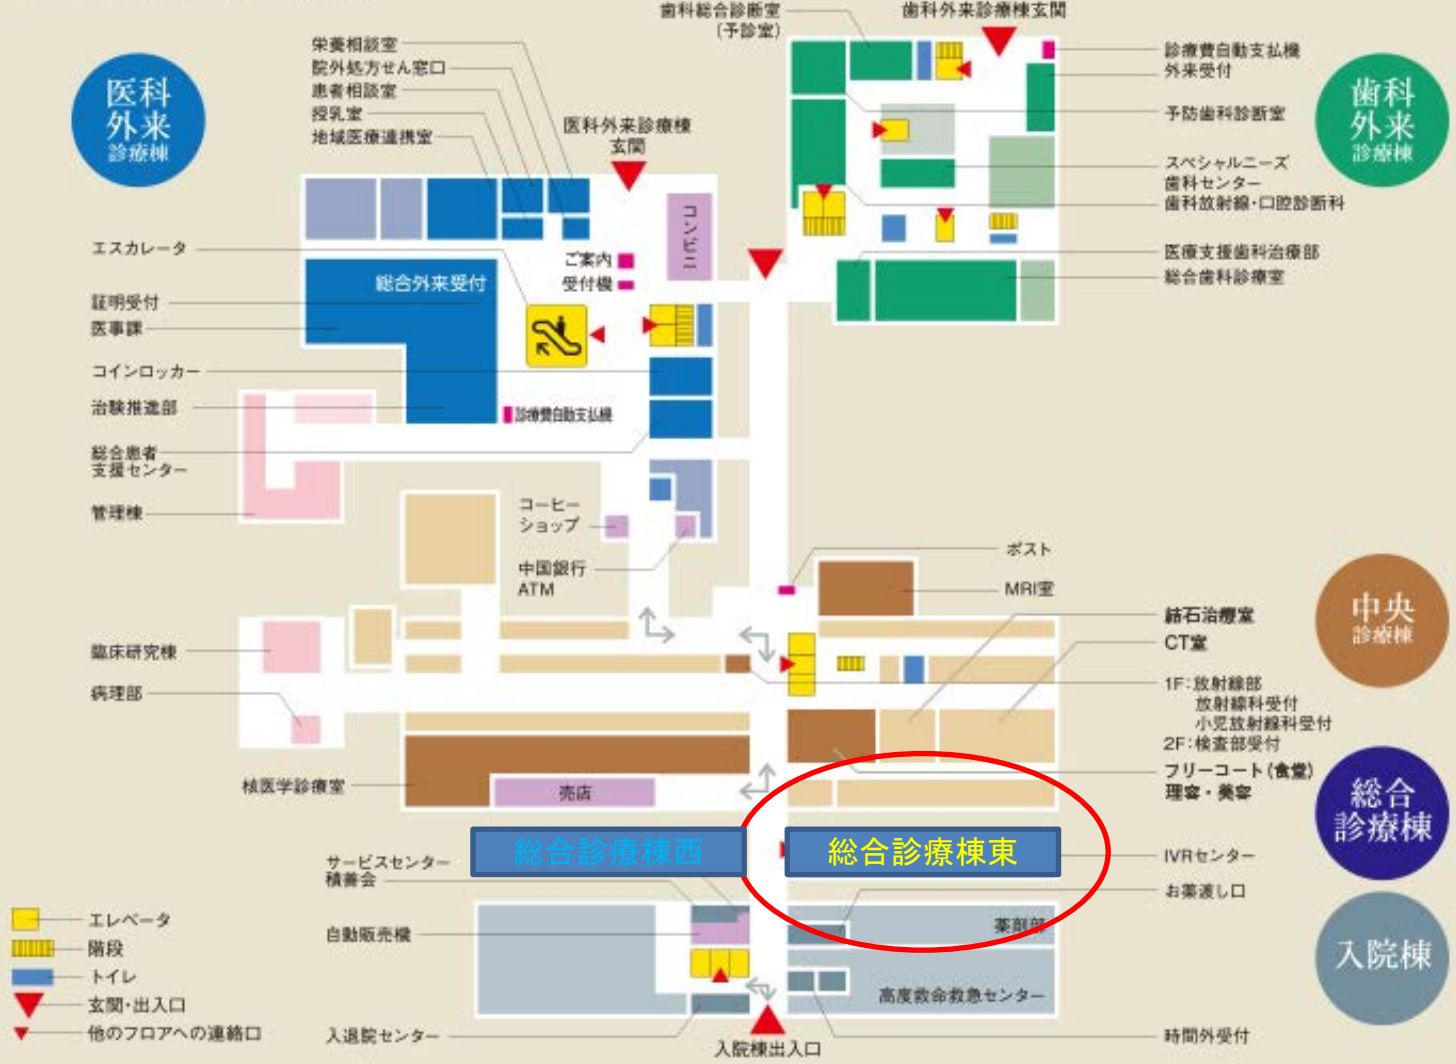 歯科総合診断室
(予診室)
歯科外来診療棟玄関
栄養相談室
院外処方せん窓口
患者相談室
授乳室
地域医療連携室
医科外来診療棟
玄関
医科
外来
診療棟
診療費自動支払機
外来受付
予防歯科診断室
スペシャルニーズ
歯科センター
歯科放射線・口腔診断科
歯科
外来
診療棟
エスカレータ
コンビニ
ご案内
受付機
総合外来受付
医療支援歯科治療部
総合歯科診療室
証明受付
医事課
コインロッカー
治験推進部
診療費自動支払機
総合患者
支援センター
管理棟
コーヒー
ショップ
中国銀行
ATM
ポスト
MRI室
結石治療室
CT室
中央
診療棟
臨床研究棟
病理部
1F:放射線部
放射線科受付
小児放射線科受付
2F:検査部受付
フリーコート(食堂)
理容・美容
核医学診療室
売店
総合
診療棟
総合診療棟西
総合診療棟東
IVRセンター
サービスセンター
積善会
お薬渡し口
薬剤部
自動販売機
入院棟
高度救命救急センター
エレベータ
階段
トイレ
玄関・出入口
他のフロアへの連絡口
入退院センター
入院棟出入口
時間外受付